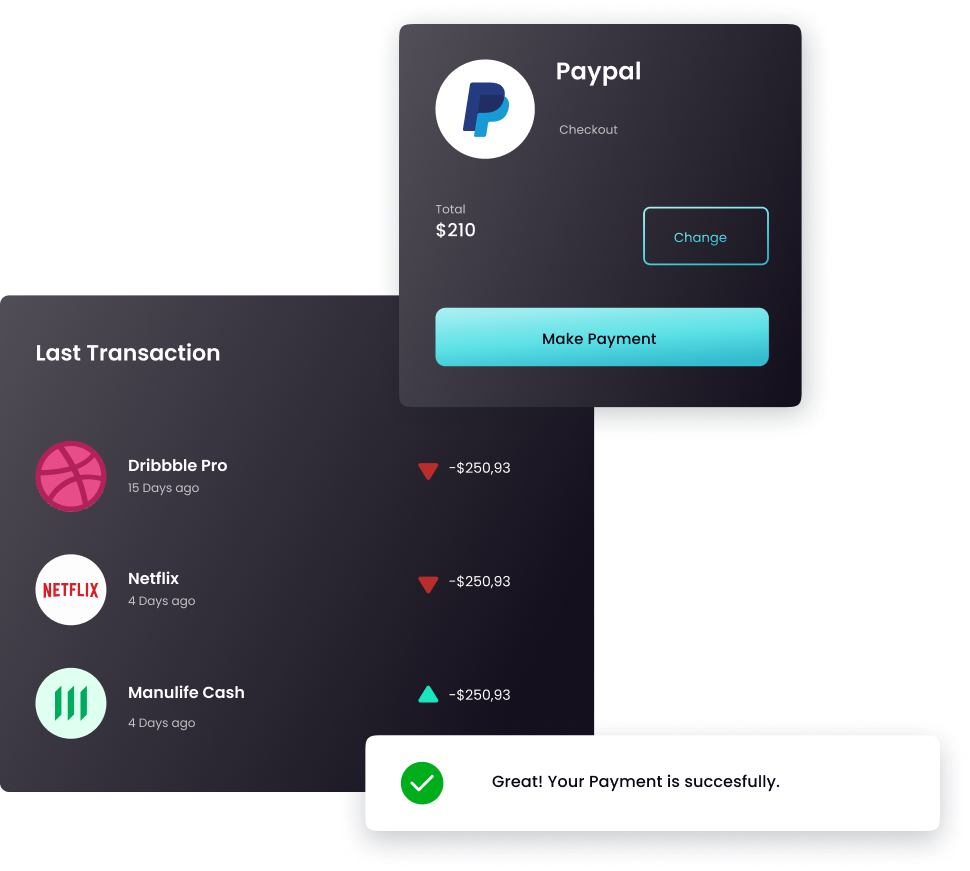 Paypal
Checkout
Total
$210
Change
Make Payment
Last Transaction
Dribbble Pro
15 Days ago
-$250,93
NETFLIX
Netflix
4 Days ago
-$250,93
Manulife Cash
4 Days ago
-$250,93
Great! Your Payment is succesfully.